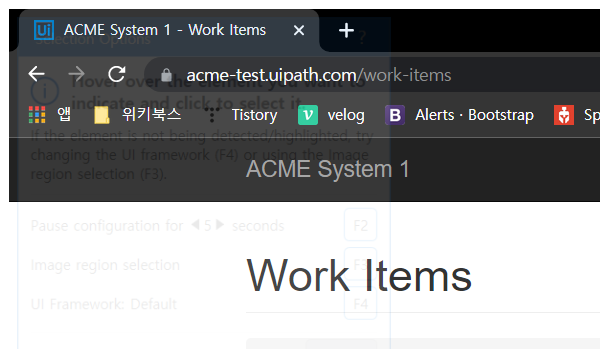 ACME System 1 - Work Items
Selection Options
?
acme-test.uipath.com/work-items
Hover over the element you want to
indicate and click to select it
앱 위키북스 Tistory velog Alerts · Bootstrap Sp
If the element is not being detected/highlighted, try
changing the UI framework (F4) or using the image
region selection (F3).
ACME System 1
Pause configuration for 5 seconds F2
Image region selection F3
UI Framework: Default F4
Work Items